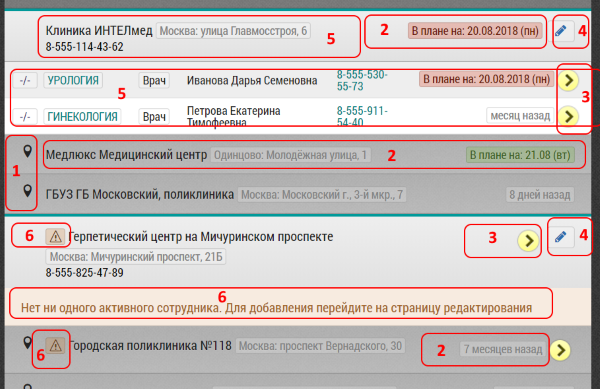 Клиника ИНТЕЛмед Москва: улица Главмосстроя, 6 5 2 В плане на: 20.08.2018 (пн) 4
8-555-114-43-62
-/- УРОЛОГИЯ Врач Иванова Дарья Семеновна 8-555-530-55-73 В плане на: 20.08.2018 (пн)
5 3
-/- ГИНЕКОЛОГИЯ Врач Петрова Екатерина Тимофеевна 8-555-911-54-40 месяц назад
1 Медлюкс Медицинский центр Одинцово: Молодёжная улица, 1 2 В плане на: 21.08 (вт)
ГБУЗ ГБ Московский, поликлиника Москва: Московский г., 3-й мкр., 7 8 дней назад
6 Герпетический центр на Мичуринском проспекте 3 4
Москва: Мичуринский проспект, 21Б
8-555-825-47-89
6
Нет ни одного активного сотрудника. Для добавления перейдите на страницу редактирования
6 Городская поликлиника №118 Москва: проспект Вернадского, 30 2 7 месяцев назад